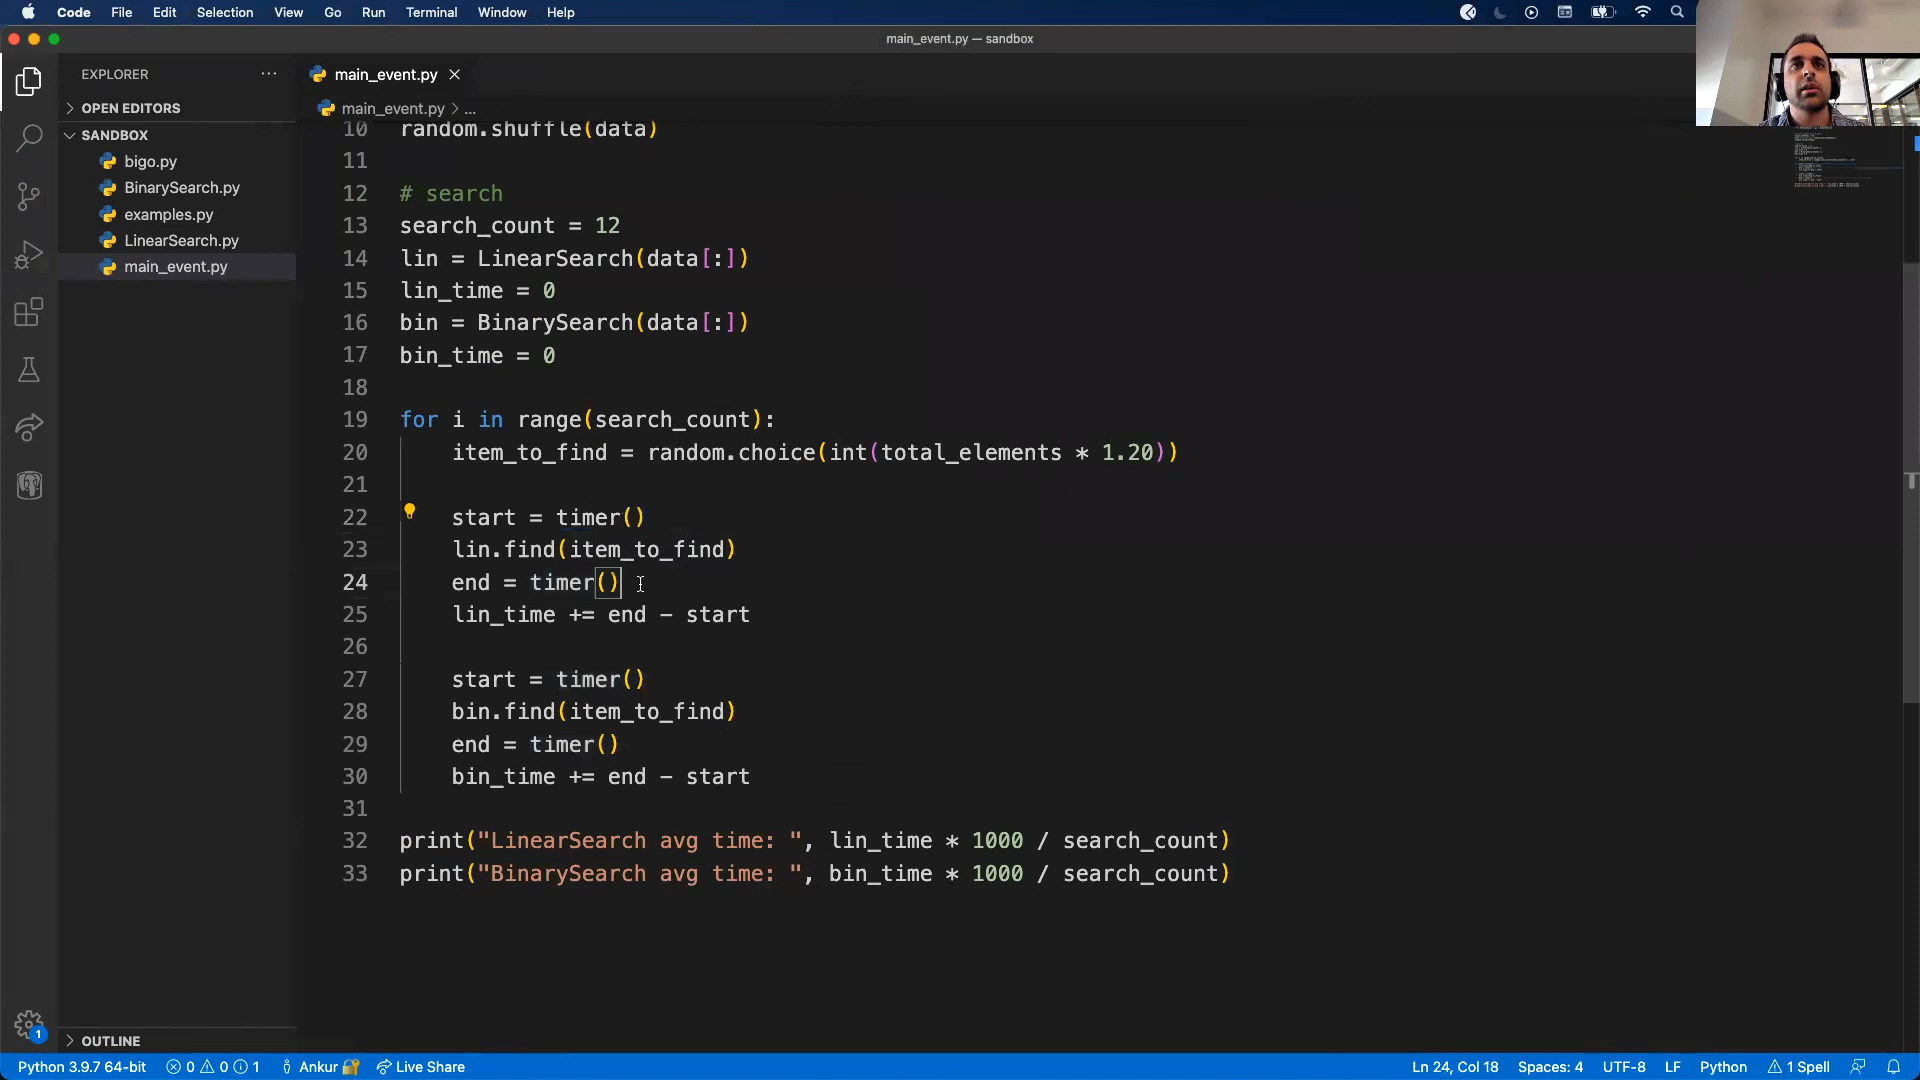 Code File Edit Selection View Go Run Terminal Window Help
main_event.py — sandbox
EXPLORER
main_event.py
OPEN EDITORS
main_event.py > ...
SANDBOX
bigo.py
BinarySearch.py
examples.py
LinearSearch.py
main_event.py
10 random.shuffle(data)
11
12 # search
13 search_count = 12
14 lin = LinearSearch(data[:])
15 lin_time = 0
16 bin = BinarySearch(data[:])
17 bin_time = 0
18
19 for i in range(search_count):
20 item_to_find = random.choice(int(total_elements * 1.20))
21
22 start = timer()
23 lin.find(item_to_find)
24 end = timer()
25 lin_time += end - start
26
27 start = timer()
28 bin.find(item_to_find)
29 end = timer()
30 bin_time += end - start
31
32 print("LinearSearch avg time: ", lin_time * 1000 / search_count)
33 print("BinarySearch avg time: ", bin_time * 1000 / search_count)
1
OUTLINE
Python 3.9.7 64-bit 0 0 1 Ankur Live Share Ln 24, Col 18 Spaces: 4 UTF-8 LF Python 1 Spell